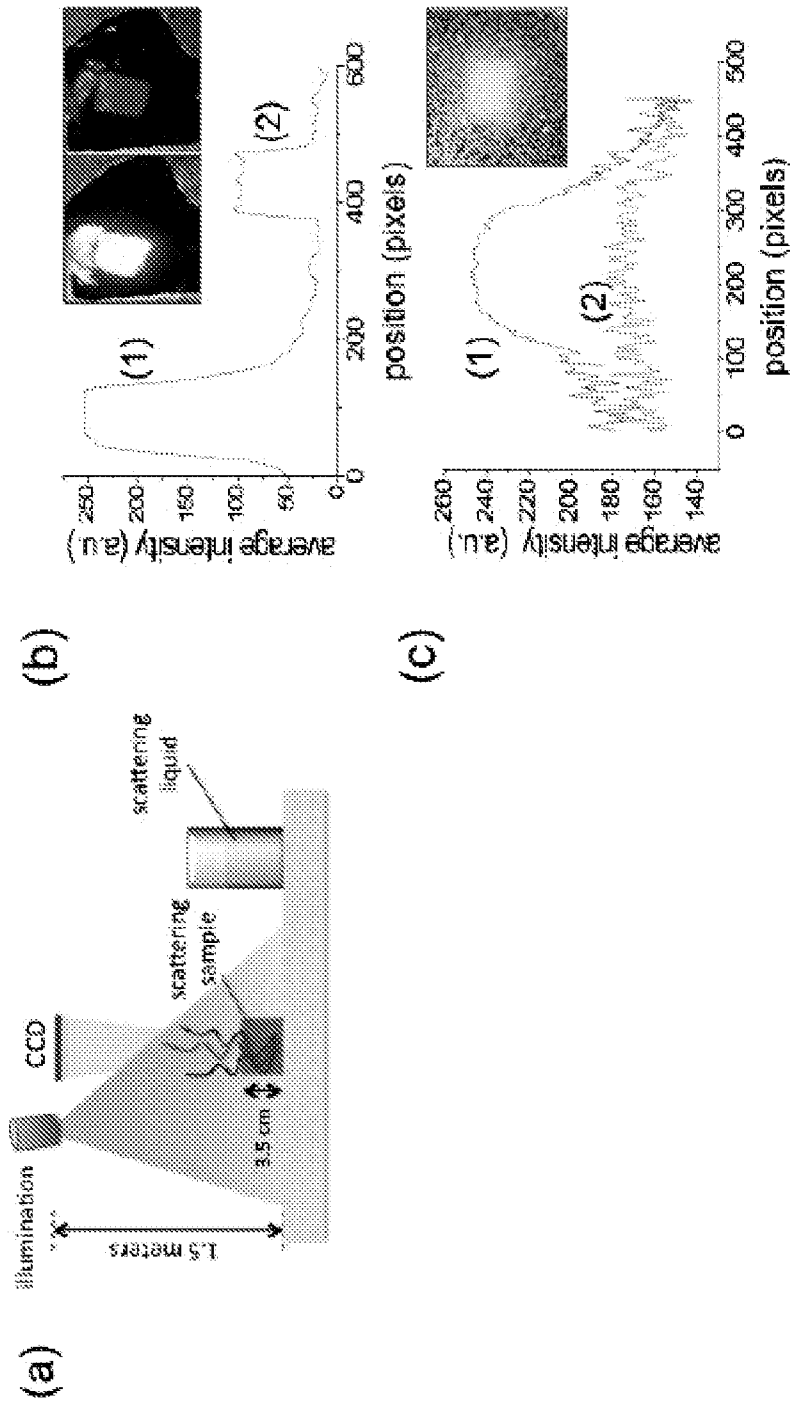 (a)
illumination
CCD
1.5 meters
3.5 cm
scattering
sample
scattering
liquid
(b)
average intensity (a.u.)
250
200
150
100
50
0
(1)
(2)
0
200
400
600
position (pixels)
(c)
average intensity (a.u.)
260
240
220
200
180
160
140
(1)
(2)
0
100
200
300
400
500
position (pixels)